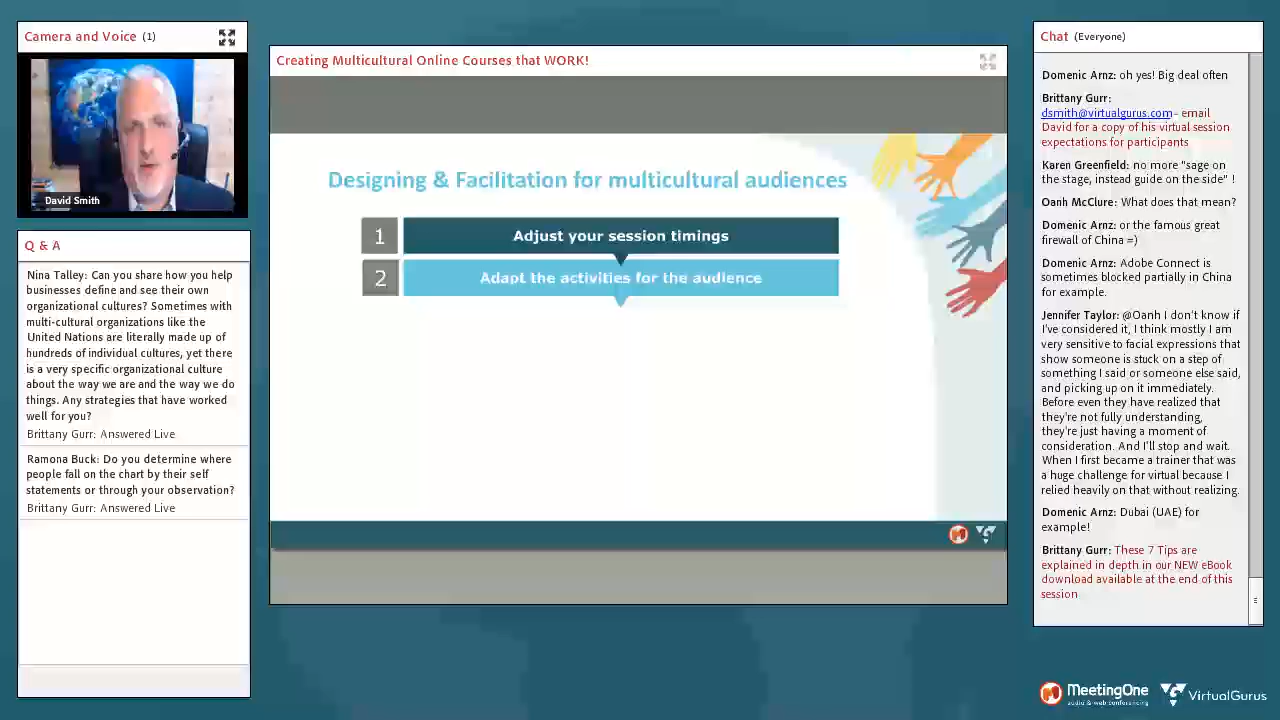 Camera and Voice (1)
David Smith
Q & A
Nina Talley: Can you share how you help
businesses define and see their own
organizational cultures? Sometimes with
multi-cultural organizations like the
United Nations are literally made up of
hundreds of individual cultures, yet there
is a very specific organizational culture
about the way we are and the way we do
things. Any strategies that have worked
well for you?
Brittany Gurr: Answered Live
Ramona Buck: Do you determine where
people fall on the chart by their self
statements or through your observation?
Brittany Gurr: Answered Live
Creating Multicultural Online Courses that WORK!
Designing & Facilitation for multicultural audiences
1 Adjust your session timings
2 Adapt the activities for the audience
Chat (Everyone)
Domenic Arnz: oh yes! Big deal often
Brittany Gurr:
dsmith@virtualgurus.com- email
David for a copy of his virtual session
expectations for participants
Karen Greenfield: no more "sage on
the stage, instead guide on the side" !
Oanh McClure: What does that mean?
Domenic Arnz: or the famous great
firewall of China =)
Domenic Arnz: Adobe Connect is
sometimes blocked partially in China
for example.
Jennifer Taylor: @Oanh I don't know if
I've considered it, I think mostly I am
very sensitive to facial expressions that
show someone is stuck on a step of
something I said or someone else said,
and picking up on it immediately.
Before even they have realized that
they're not fully understanding,
they're just having a moment of
consideration. And I'll stop and wait.
When I first became a trainer that was
a huge challenge for virtual because I
relied heavily on that without realizing.
Domenic Arnz: Dubai (UAE) for
example!
Brittany Gurr: These 7 Tips are
explained in depth in our NEW eBook
download available at the end of this
session
MeetingOne
audio & web conferencing
VirtualGurus